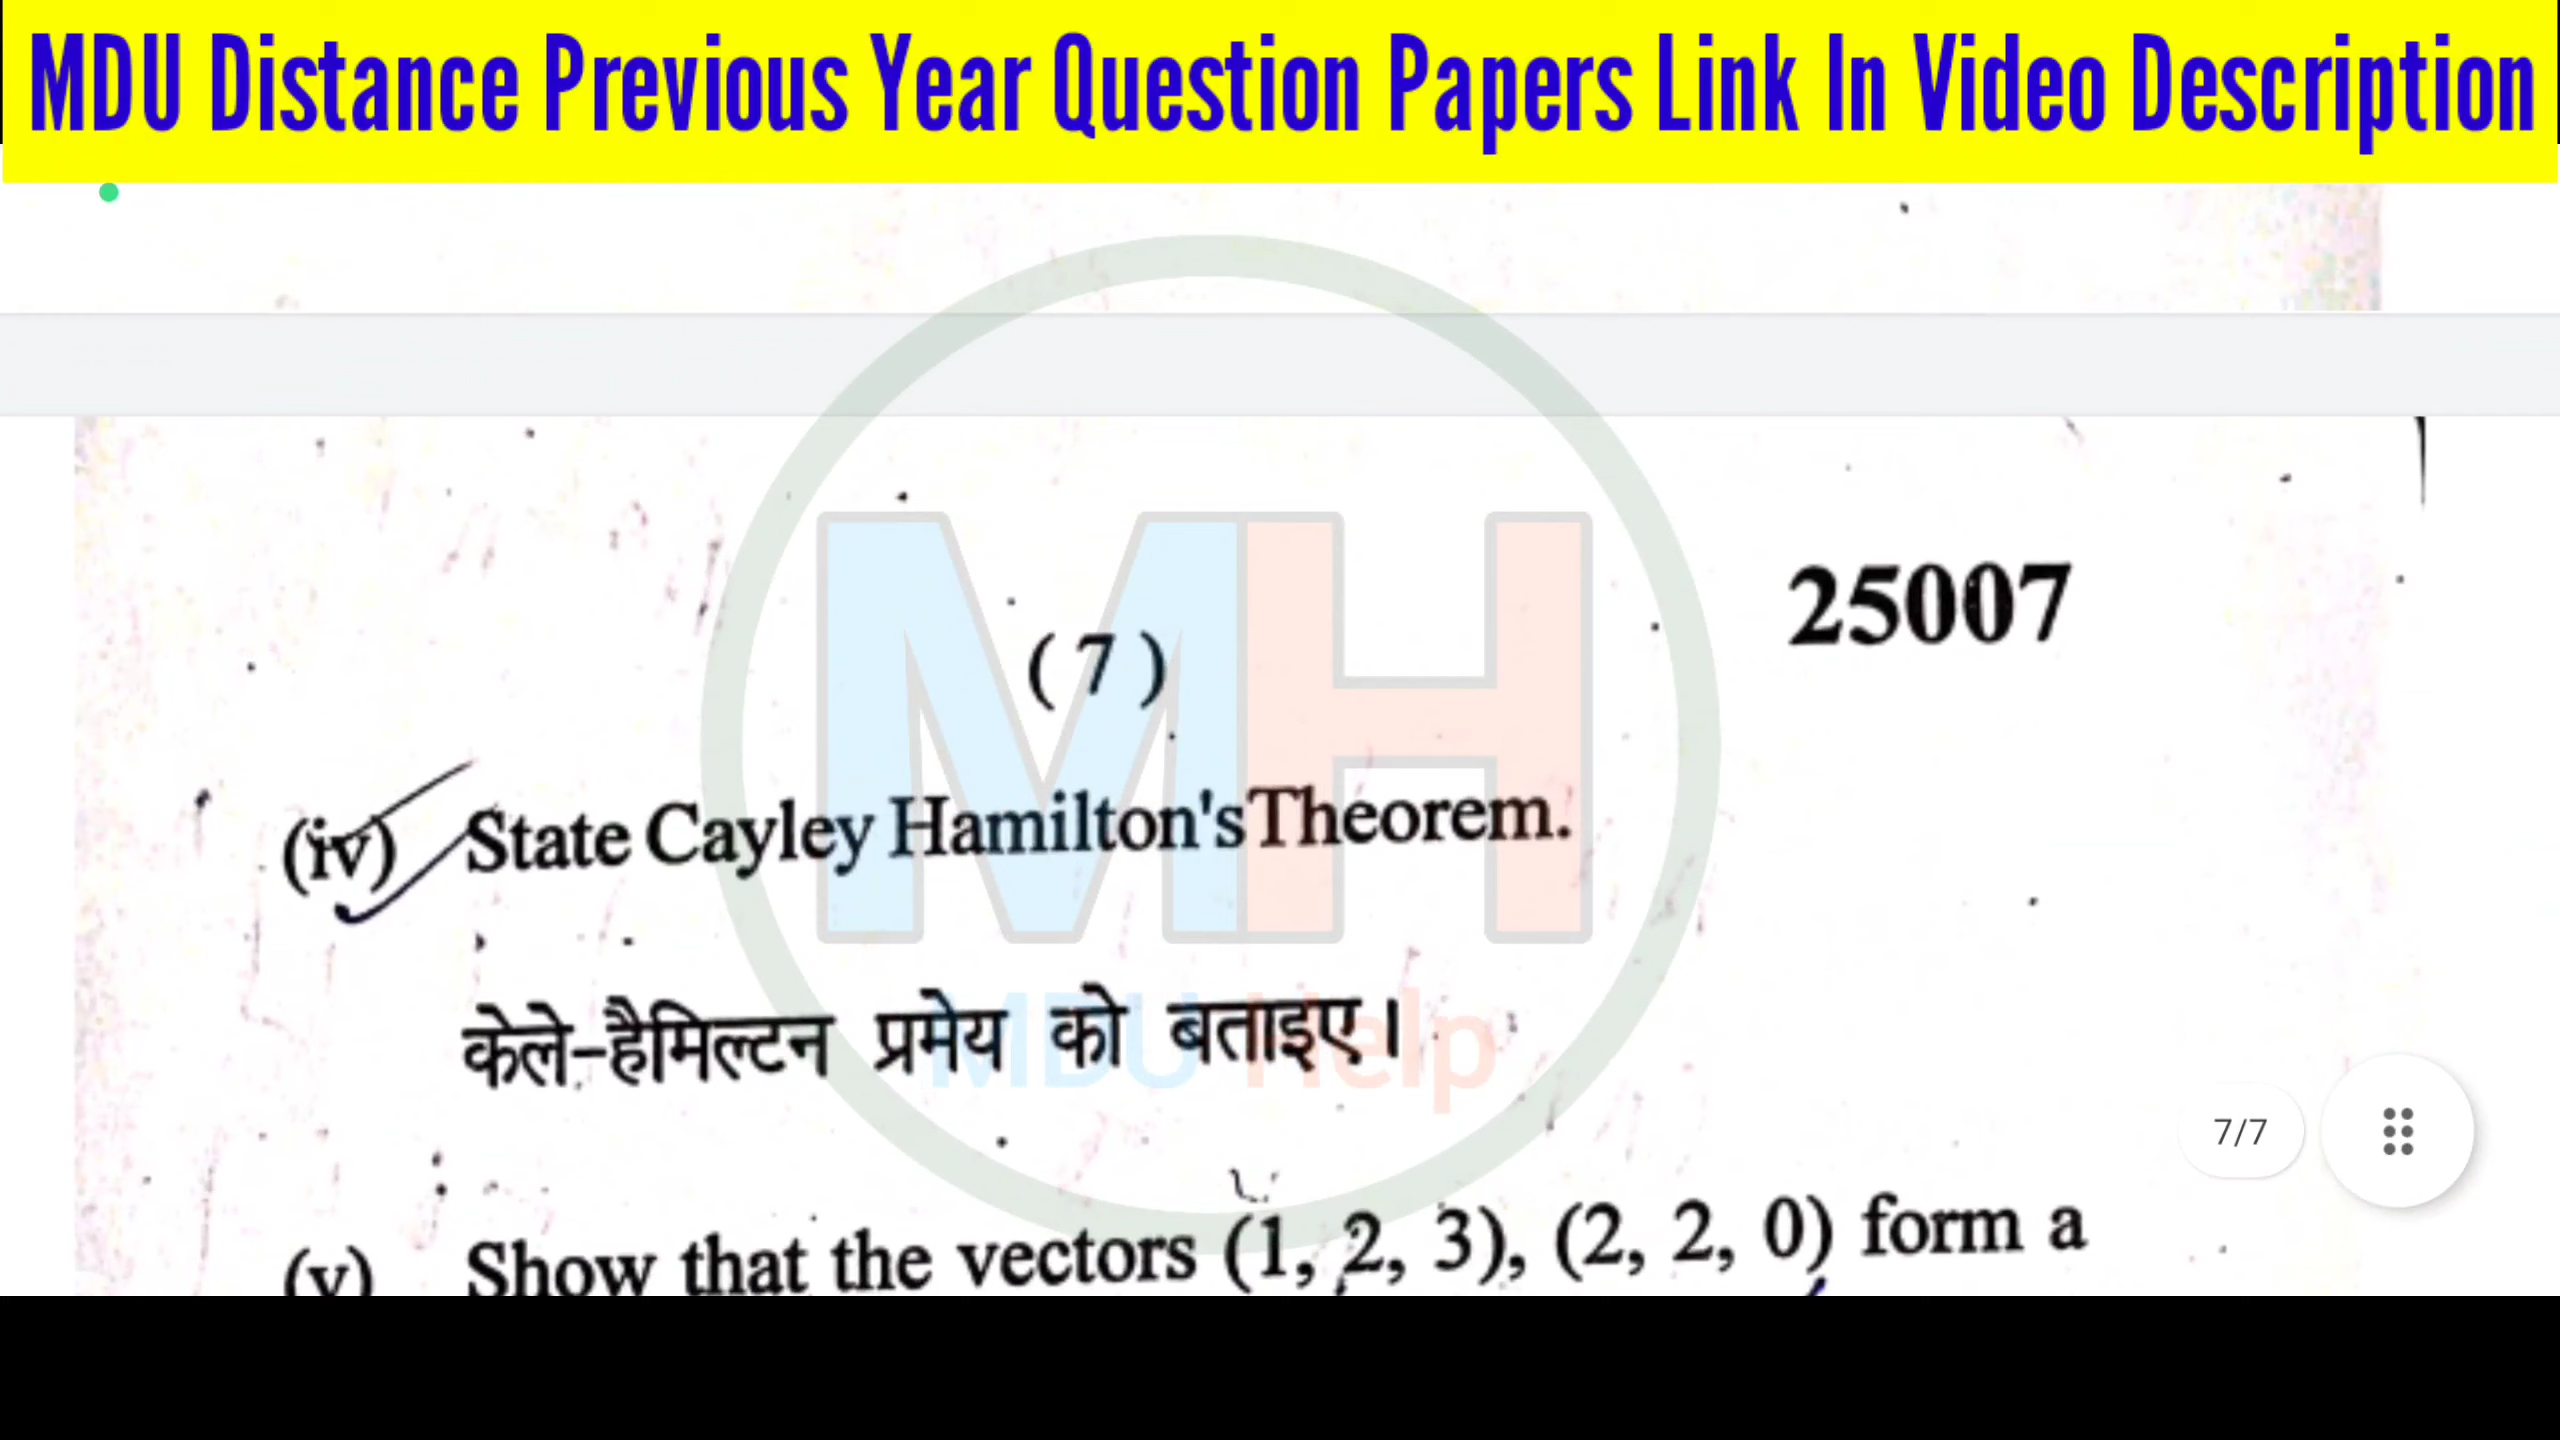 MDU Distance Previous Year Question Papers Link In Video Description
25007
( 7 )
(iv) State Cayley Hamilton's Theorem.
केले-हैमिल्टन प्रमेय को बताइए।
MDU Help
7/7
(v) Show that the vectors (1, 2, 3), (2, 2, 0) form a
MH